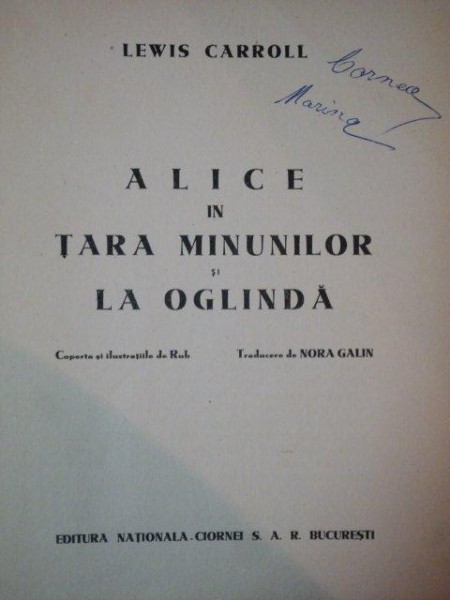 LEWIS CARROLL
Cornea
Marina
ALICE
IN
ȚARA MINUNILOR
ȘI
LA OGLINDĂ
Coperta și ilustrațiile de Rub
Traducere de NORA GALIN
EDITURA NAȚIONALA-CIORNEI S. A. R. BUCUREȘTI